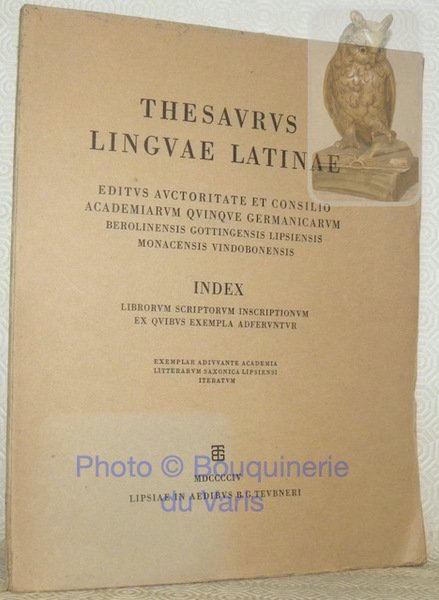 THESAVRVS
LINGVAE LATINAE
EDITVS AVCTORITATE ET CONSILIO
ACADEMIARVM QVINQVE GERMANICARVM
BEROLINENSIS GOTTINGENSIS LIPSIENSIS
MONACENSIS VINDOBONENSIS
INDEX
LIBRORVM SCRIPTORVM INSCRIPTIONVM
EX QVIBVS EXEMPLA ADFERVNTVR
EXEMPLAR ADIVVANTE ACADEMIA
LITTERARVM SAXONICA LIPSIENSI
ITERATVM
Photo © Bouquinerie
du Varis
MDCCCCIV
LIPSIAE IN AEDIBVS B.G. TEVBNERI